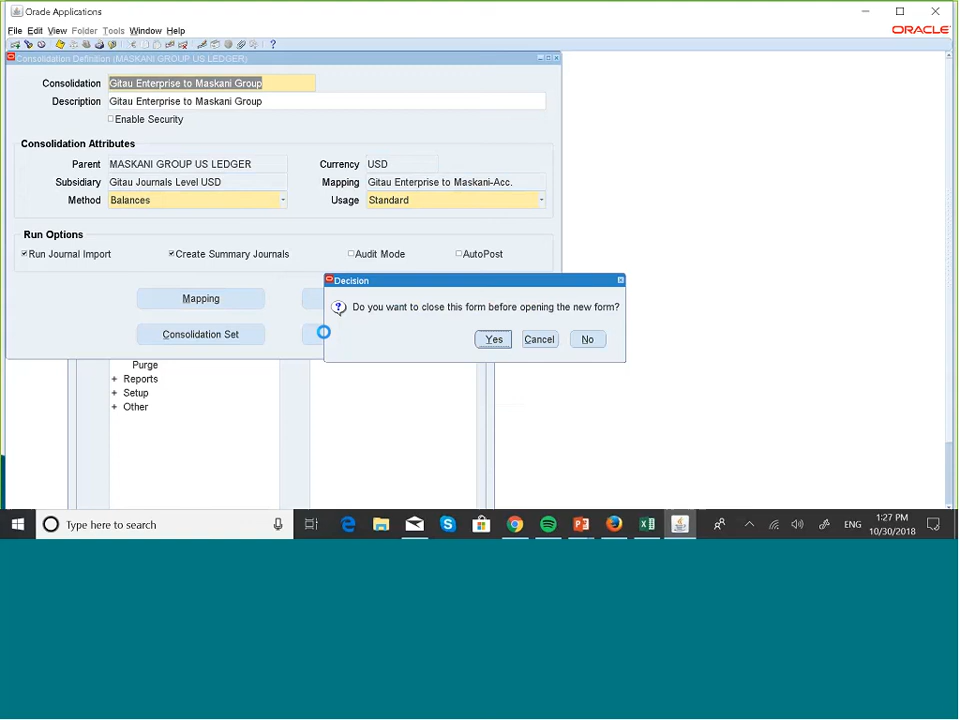 Oracle Applications
File Edit View Folder Tools Window Help
ORACLE
Consolidation Definition (MASKANI GROUP US LEDGER)
Consolidation Gitau Enterprise to Maskani Group
Description Gitau Enterprise to Maskani Group
Enable Security
Consolidation Attributes
Parent MASKANI GROUP US LEDGER Currency USD
Subsidiary Gitau Journals Level USD Mapping Gitau Enterprise to Maskani-Acc.
Method Balances Usage Standard
Run Options
Run Journal Import Create Summary Journals Audit Mode AutoPost
Decision
Mapping
Do you want to close this form before opening the new form?
Consolidation Set
Yes Cancel No
Purge
+ Reports
+ Setup
+ Other
Type here to search
ENG
1:27 PM
10/30/2018